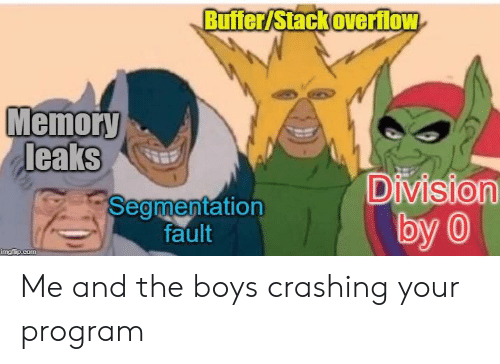 Buffer/Stack overflow
Memory
leaks
Segmentation
fault
Division
by 0
imgflip.com
Me and the boys crashing your
program